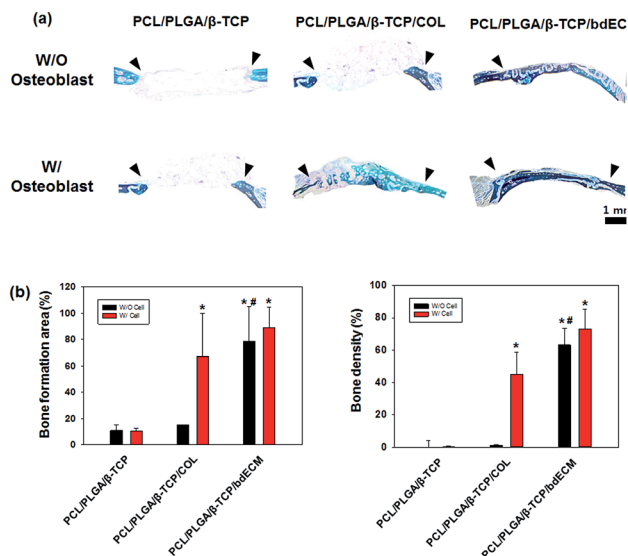 (a)
PCL/PLGA/β-TCP PCL/PLGA/β-TCP/COL PCL/PLGA/β-TCP/bdEC
W/O
Osteoblast
W/
Osteoblast
1 mm
(b)
Bone formation area (%)
120
100
80
60
40
20
0
W/O Cell
W/ Cell
*
* #
*
PCL/PLGA/β-TCP
PCL/PLGA/β-TCP/COL
PCL/PLGA/β-TCP/bdECM
Bone density (%)
100
80
60
40
20
0
W/O Cell
W/ Cell
*
* #
*
PCL/PLGA/β-TCP
PCL/PLGA/β-TCP/COL
PCL/PLGA/β-TCP/bdECM